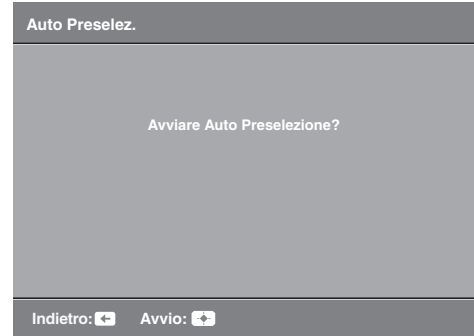 Auto Preselez.
Avviare Auto Preselezione?
Indietro: Avvio: